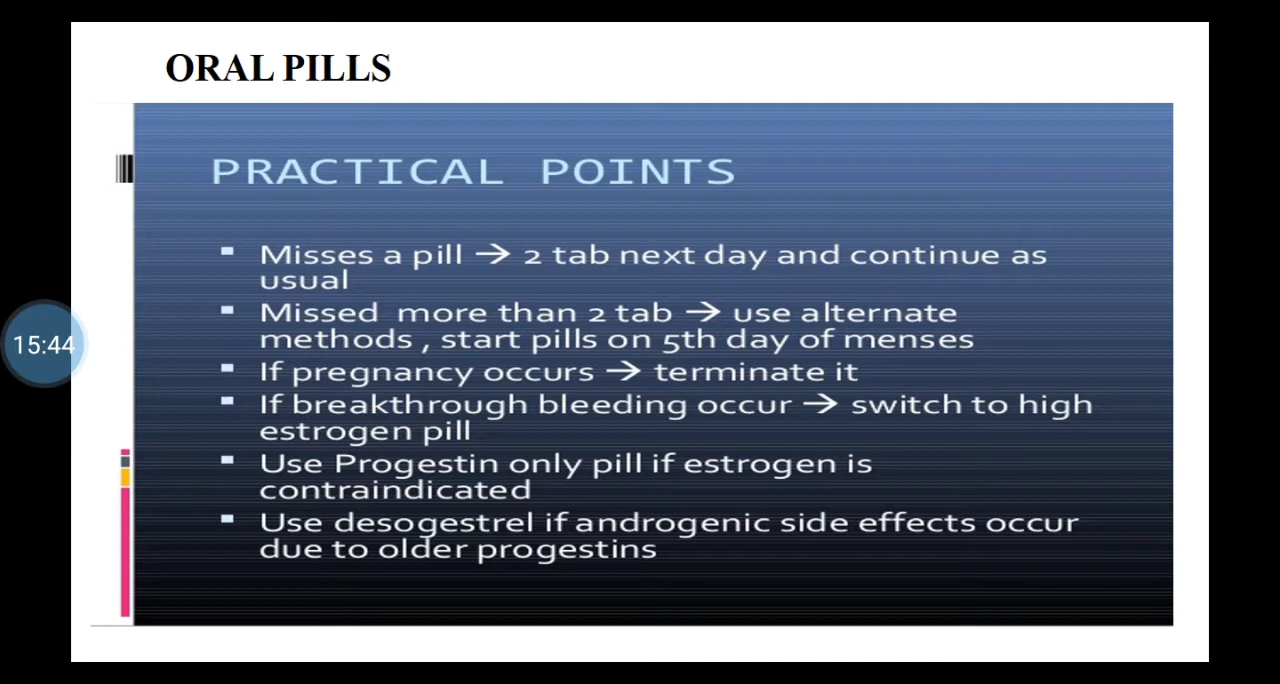 ORAL PILLS
PRACTICAL POINTS
▪ Misses a pill → 2 tab next day and continue as
usual
▪ Missed more than 2 tab → use alternate
methods , start pills on 5th day of menses
▪ If pregnancy occurs → terminate it
▪ If breakthrough bleeding occur → switch to high
estrogen pill
▪ Use Progestin only pill if estrogen is
contraindicated
▪ Use desogestrel if androgenic side effects occur
due to older progestins
15:44